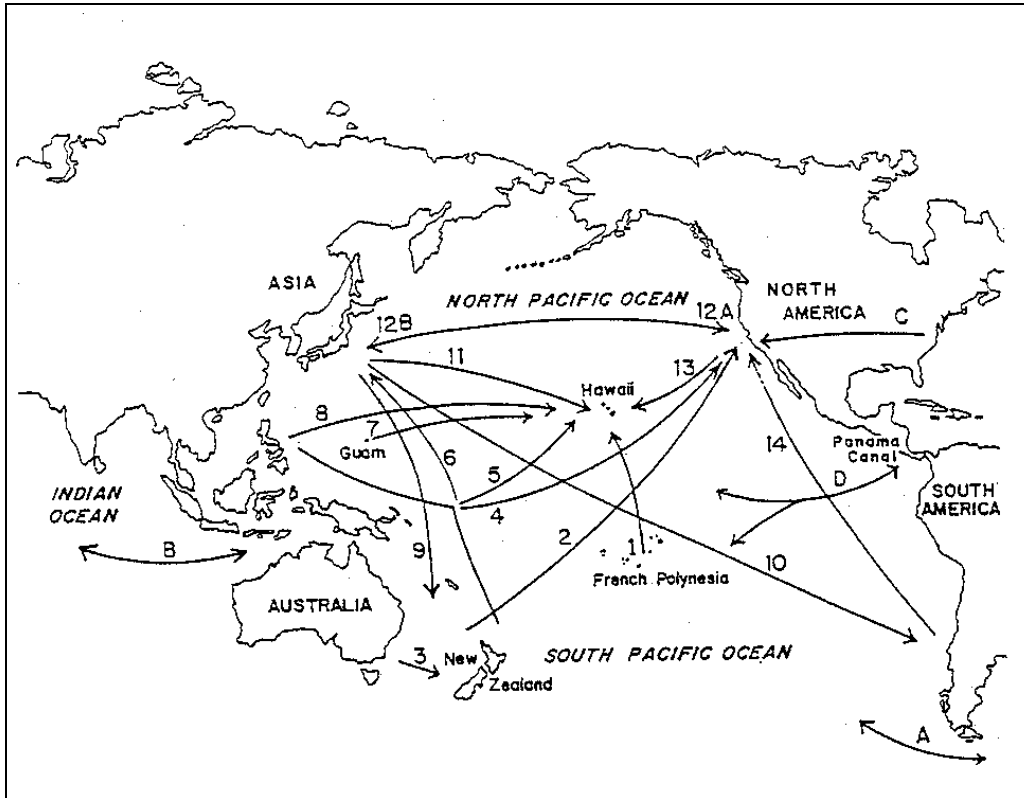 ASIA
NORTH PACIFIC OCEAN
12A
NORTH
AMERICA
C
12B
11
13
Hawaii
8
7
Guam
6
5
4
14
Panama
Canal
INDIAN
OCEAN
D
SOUTH
AMERICA
B
9
2
1
French Polynesia
10
AUSTRALIA
3
New
Zealand
SOUTH PACIFIC OCEAN
A